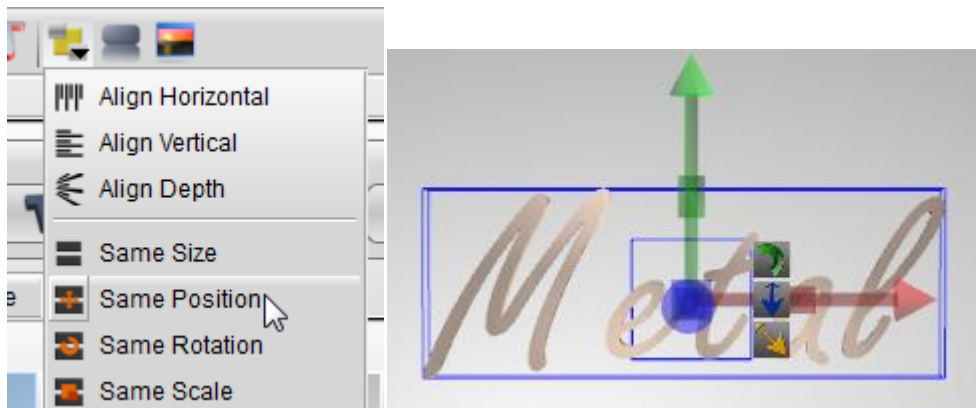 Align Horizontal
Align Vertical
Align Depth
Same Size
Same Position
Same Rotation
Same Scale
Metal